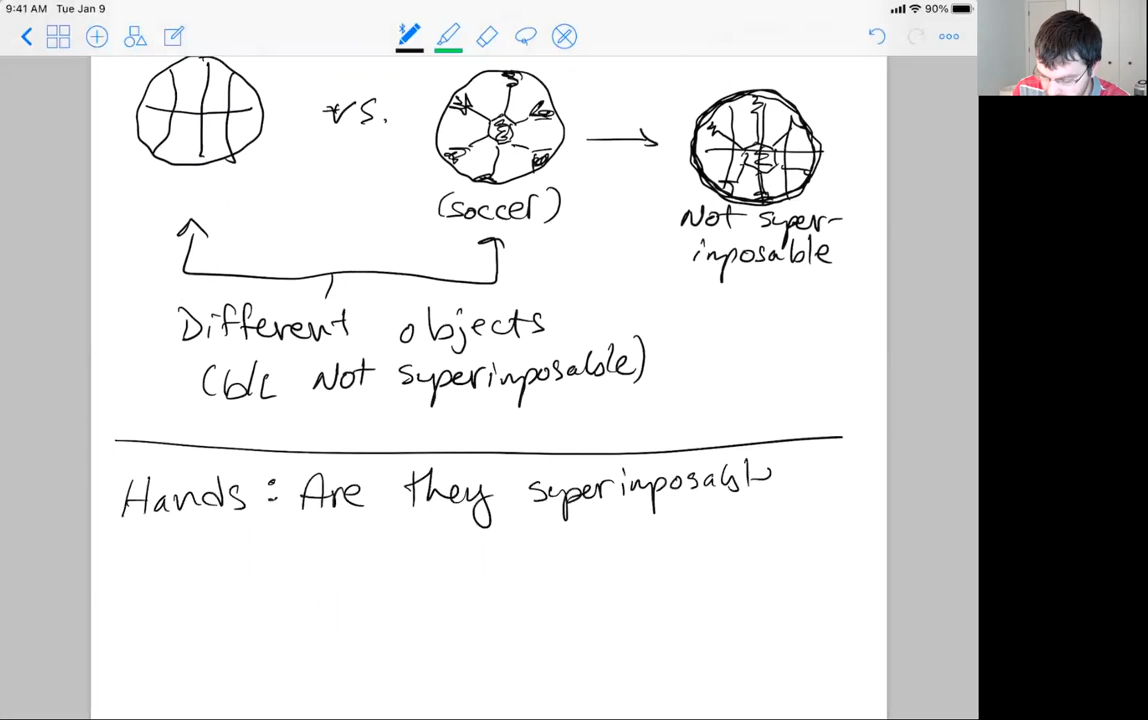 9:41 AM Tue Jan 9
90%
vs.
(soccer)
Not super-
imposable
Different objects
(b/c Not superimposable)
Hands: Are they superimposabl